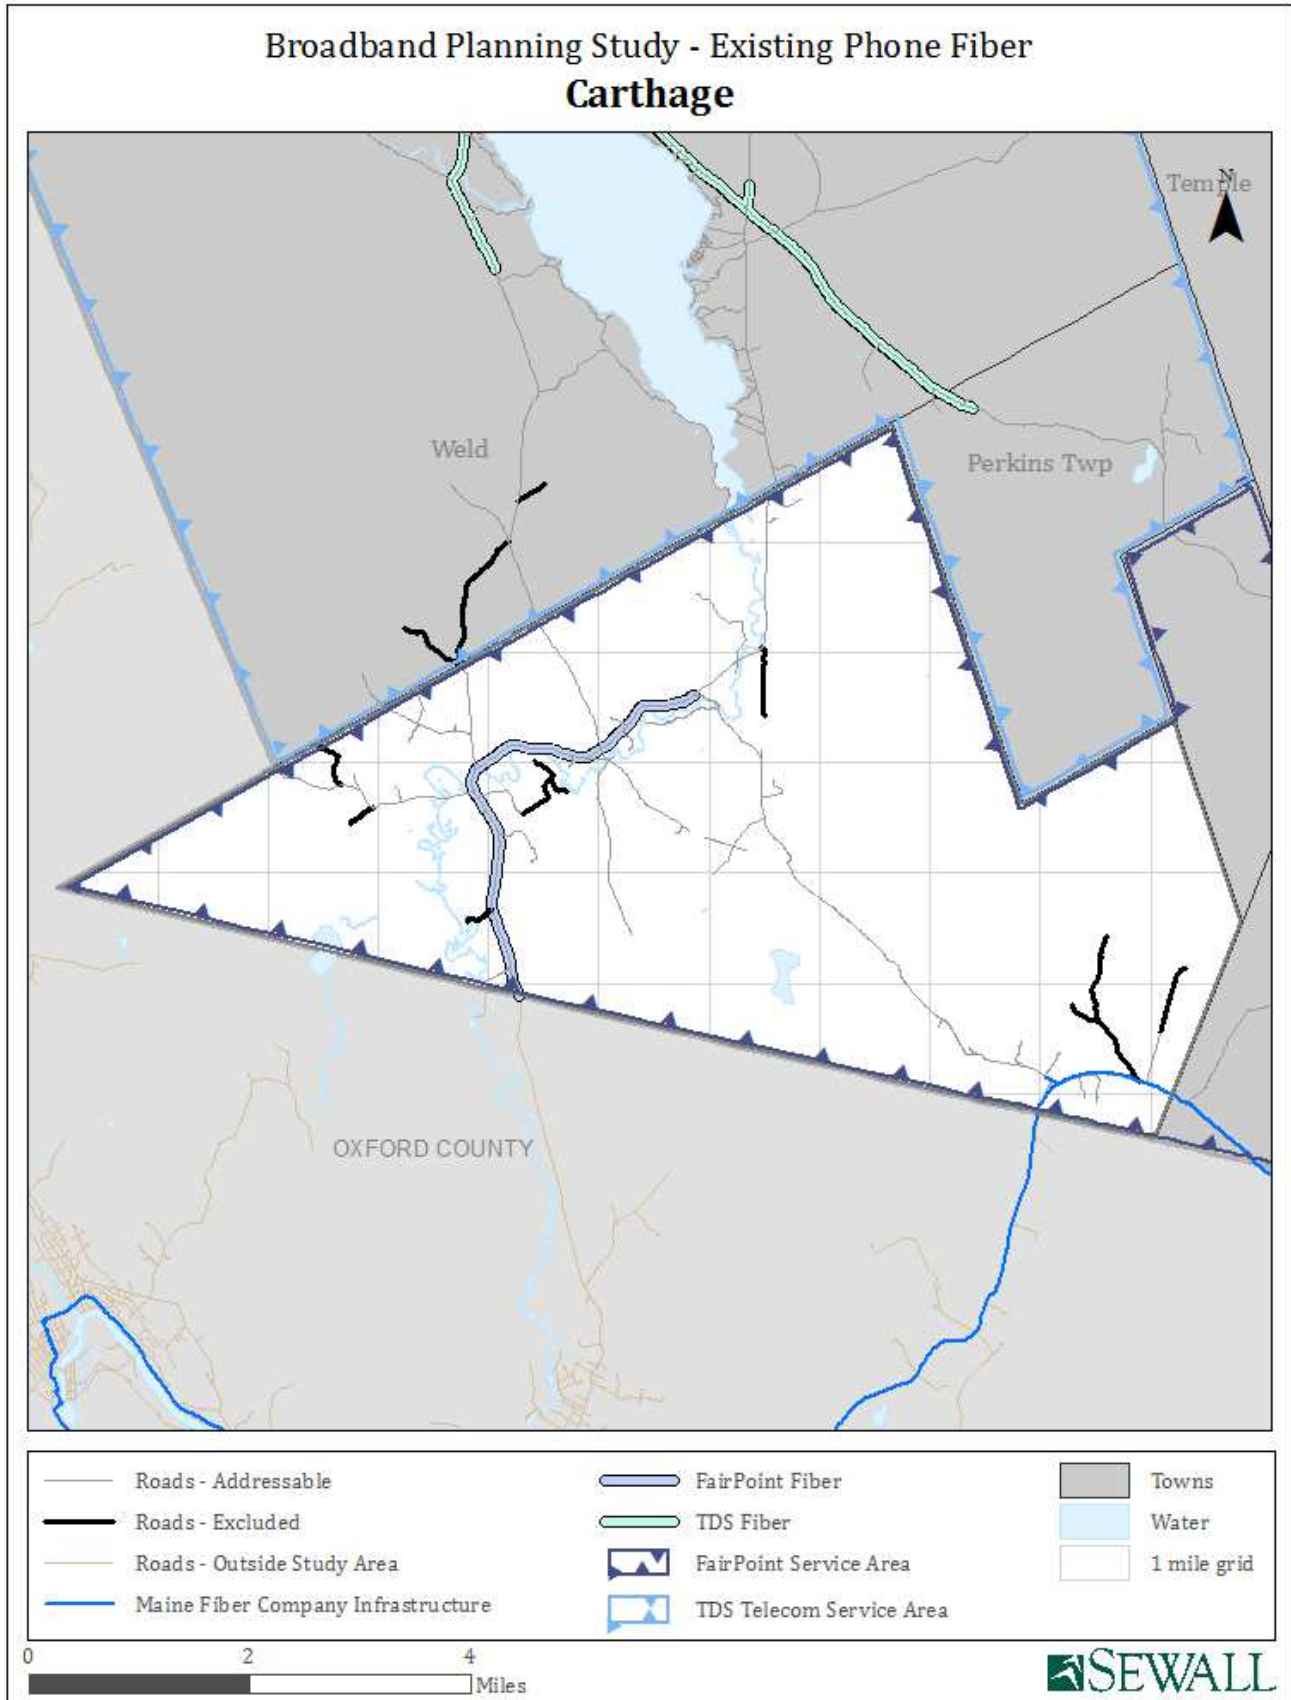 Broadband Planning Study - Existing Phone Fiber
Carthage
Temple
N
Weld
Perkins Twp
OXFORD COUNTY
Roads - Addressable
Roads - Excluded
Roads - Outside Study Area
Maine Fiber Company Infrastructure
FairPoint Fiber
TDS Fiber
FairPoint Service Area
TDS Telecom Service Area
Towns
Water
1 mile grid
0 2 4
Miles
SEWALL